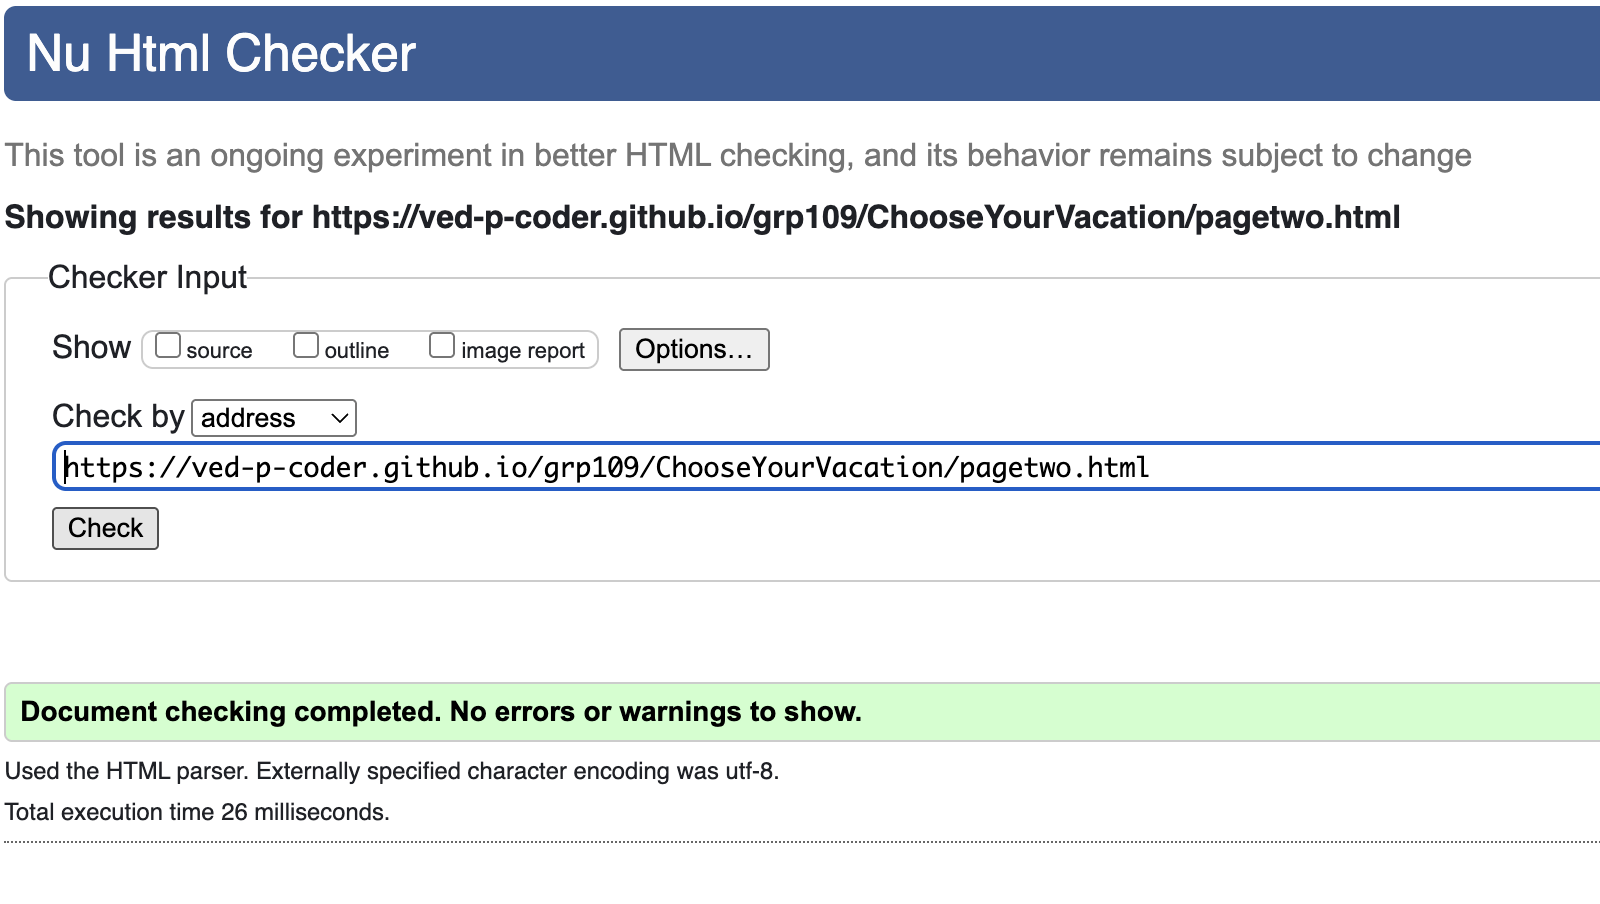 Nu Html Checker
This tool is an ongoing experiment in better HTML checking, and its behavior remains subject to change
Showing results for https://ved-p-coder.github.io/grp109/ChooseYourVacation/pagetwo.html
Checker Input
Show source outline image report Options…
Check by address
https://ved-p-coder.github.io/grp109/ChooseYourVacation/pagetwo.html
Check
Document checking completed. No errors or warnings to show.
Used the HTML parser. Externally specified character encoding was utf-8.
Total execution time 26 milliseconds.